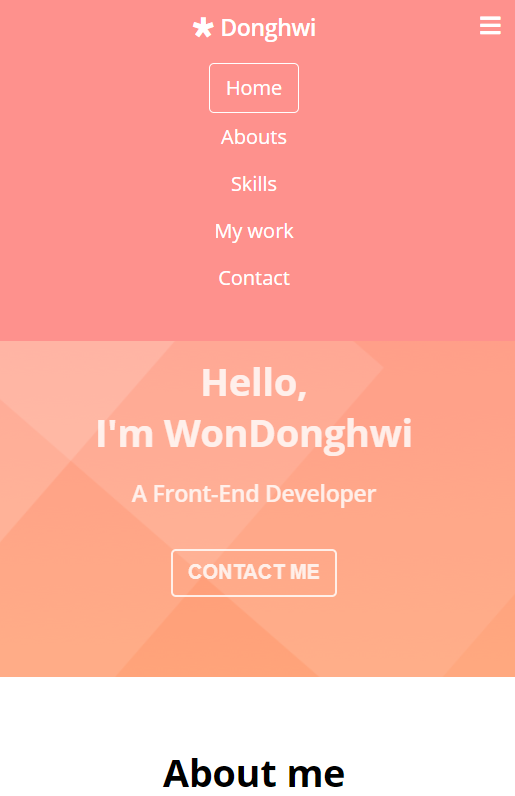 Donghwi
Home
Abouts
Skills
My work
Contact
Hello,
I'm WonDonghwi
A Front-End Developer
CONTACT ME
About me